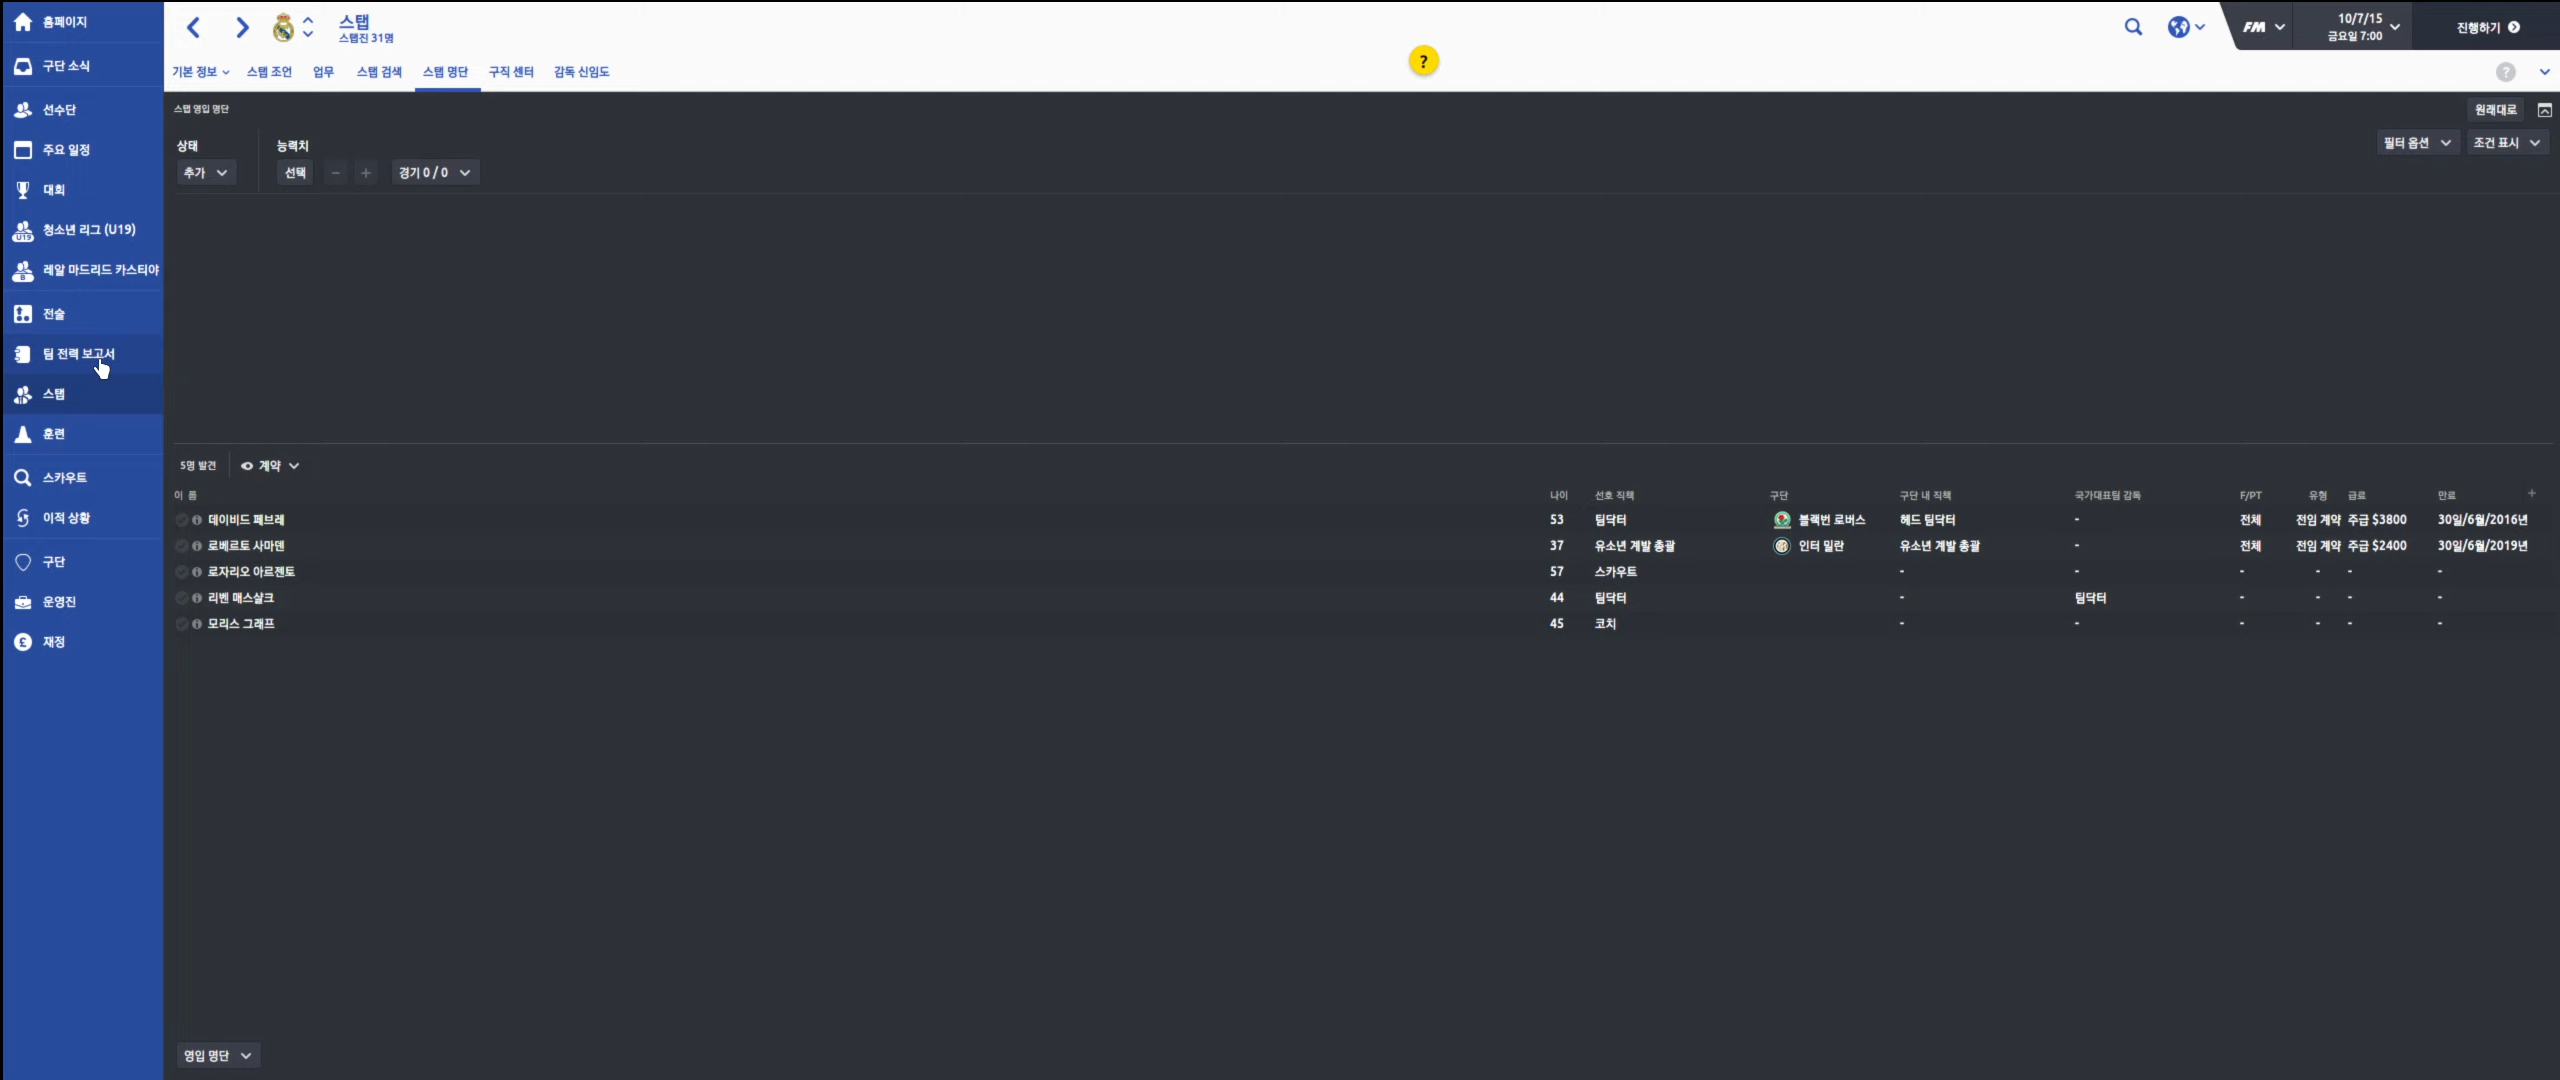 홈페이지
구단 소식
선수단
주요 일정
대회
청소년 리그 (U19)
레알 마드리드 카스티야
전술
팀 전력 보고서
스탭
훈련
스카우트
이적 상황
구단
운영진
재정
스탭
스탭진 31명
FM
10/7/15
금요일 7:00
진행하기
기본 정보 스탭 조언 업무 스탭 검색 스탭 명단 구직 센터 감독 신임도
?
?
스탭 영입 명단
원래대로
상태 능력치
필터 옵션 조건 표시
추가 선택 - + 경기 0 / 0
5명 발견 계약
이 름 나이 선호 직책 구단 구단 내 직책 국가대표팀 감독 F/PT 유형 급료 만료 +
데이비드 페브레 53 팀닥터 블랙번 로버스 헤드 팀닥터 - 전체 전임 계약 주급 $3800 30일/6월/2016년
로베르토 사마덴 37 유소년 계발 총괄 인터 밀란 유소년 계발 총괄 - 전체 전임 계약 주급 $2400 30일/6월/2019년
로자리오 아르젠토 57 스카우트 - - - - - -
리벤 매스샬크 44 팀닥터 - 팀닥터 - - - -
모리스 그래프 45 코치 - - - - - -
영입 명단